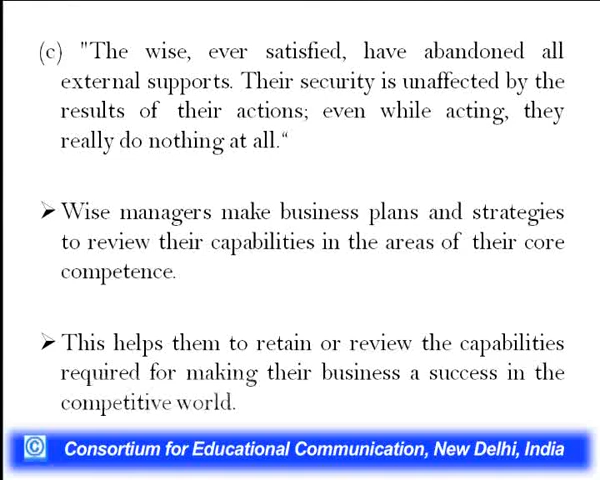 (c) "The wise, ever satisfied, have abandoned all
external supports. Their security is unaffected by the
results of their actions; even while acting, they
really do nothing at all.“
➢ Wise managers make business plans and strategies
to review their capabilities in the areas of their core
competence.
➢ This helps them to retain or review the capabilities
required for making their business a success in the
competitive world.
© Consortium for Educational Communication, New Delhi, India